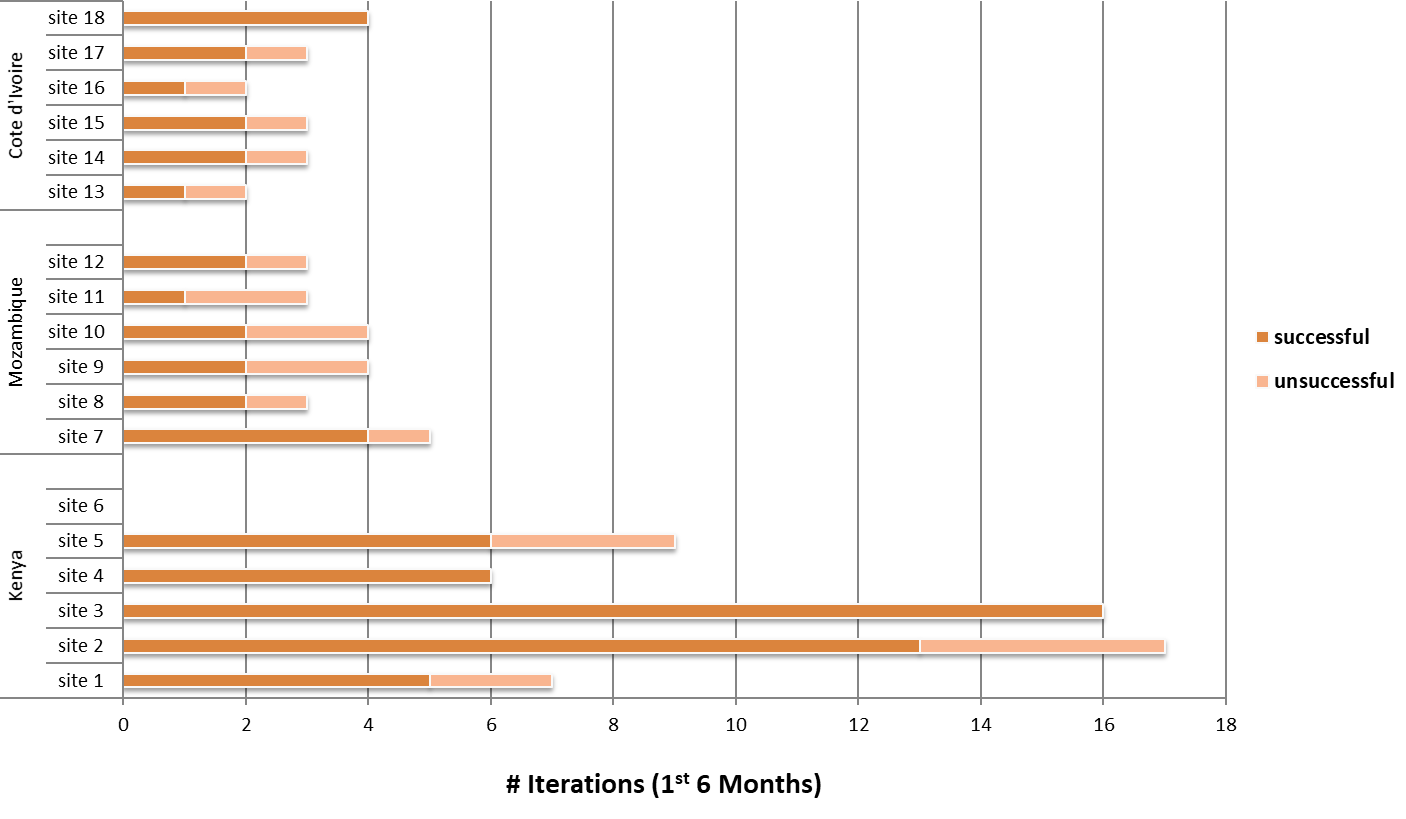 Cote d'Ivoire
site 18
site 17
site 16
site 15
site 14
site 13
Mozambique
site 12
site 11
site 10
site 9
site 8
site 7
Kenya
site 6
site 5
site 4
site 3
site 2
site 1
0 2 4 6 8 10 12 14 16 18
# Iterations (1st 6 Months)
successful
unsuccessful